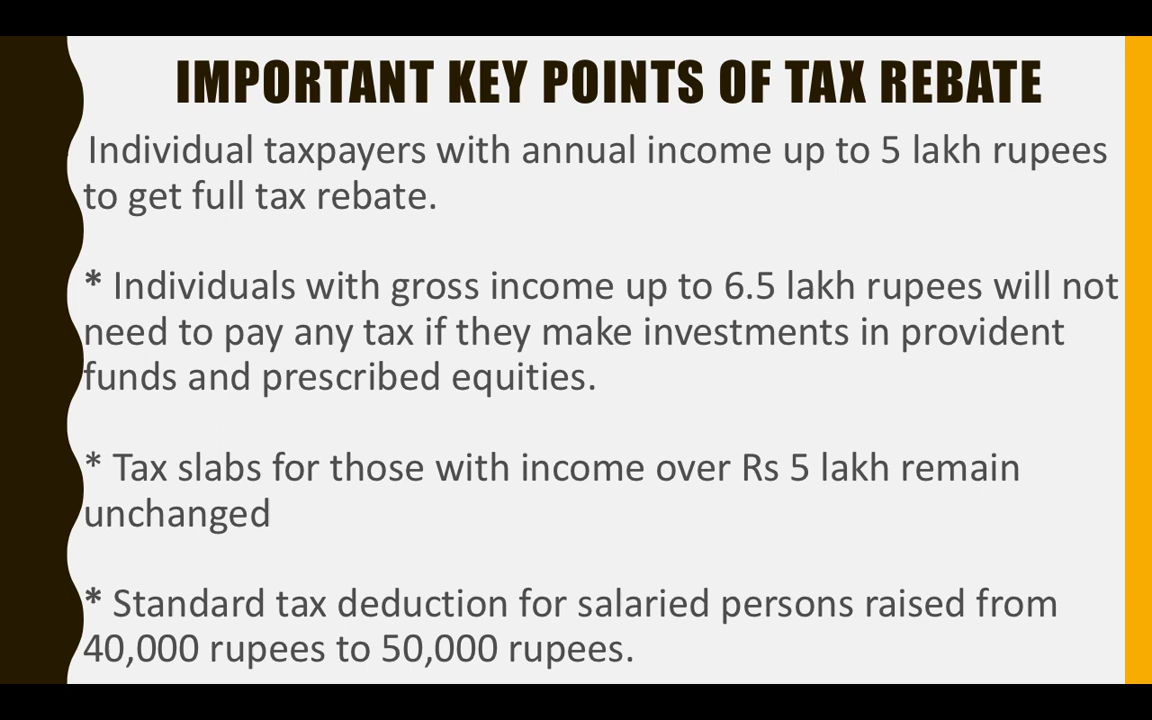 IMPORTANT KEY POINTS OF TAX REBATE
Individual taxpayers with annual income up to 5 lakh rupees
to get full tax rebate.
* Individuals with gross income up to 6.5 lakh rupees will not
need to pay any tax if they make investments in provident
funds and prescribed equities.
* Tax slabs for those with income over Rs 5 lakh remain
unchanged
* Standard tax deduction for salaried persons raised from
40,000 rupees to 50,000 rupees.